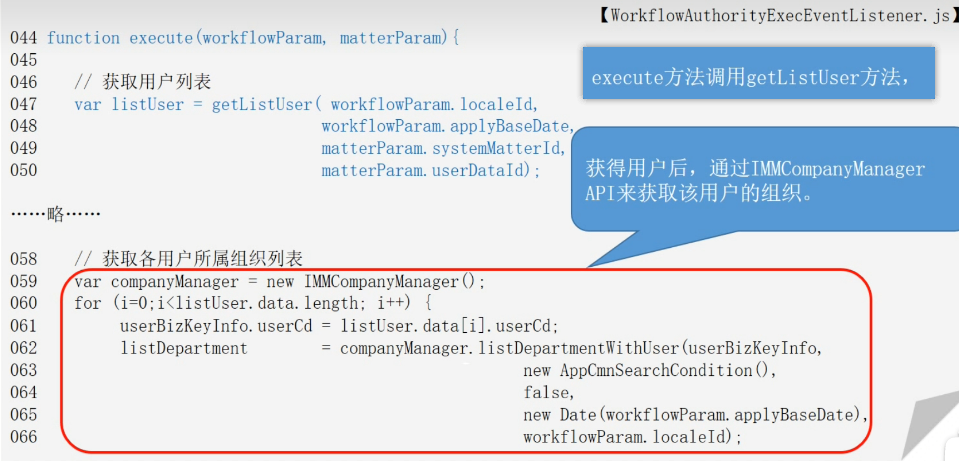 【WorkflowAuthorityExecEventListener.js】
044 function execute(workflowParam, matterParam){
045
046 // 获取用户列表
047 var listUser = getListUser( workflowParam.localeId,
048 workflowParam.applyBaseDate,
049 matterParam.systemMatterId,
050 matterParam.userDataId);
execute方法调用getListUser方法，
获得用户后，通过IMMCompanyManager
API来获取该用户的组织。
……略……
058 // 获取各用户所属组织列表
059 var companyManager = new IMMCompanyManager();
060 for (i=0;i<listUser.data.length; i++) {
061 userBizKeyInfo.userCd = listUser.data[i].userCd;
062 listDepartment = companyManager.listDepartmentWithUser(userBizKeyInfo,
063 new AppCmnSearchCondition(),
064 false,
065 new Date(workflowParam.applyBaseDate),
066 workflowParam.localeId);